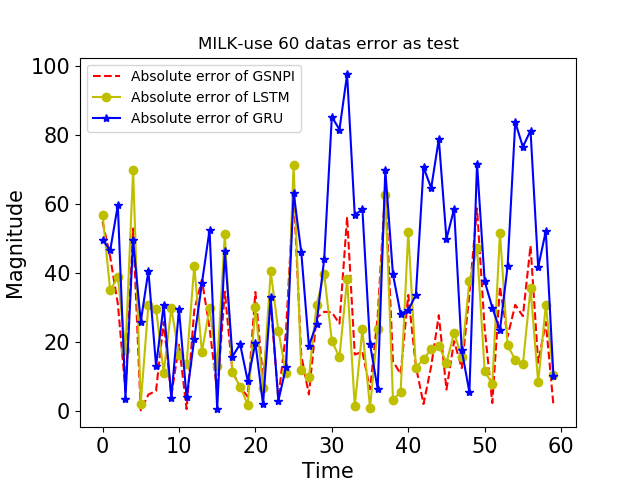 MILK-use 60 datas error as test
Absolute error of GSNPI
Absolute error of LSTM
Absolute error of GRU
100
80
60
40
20
0
Magnitude
0 10 20 30 40 50 60
Time